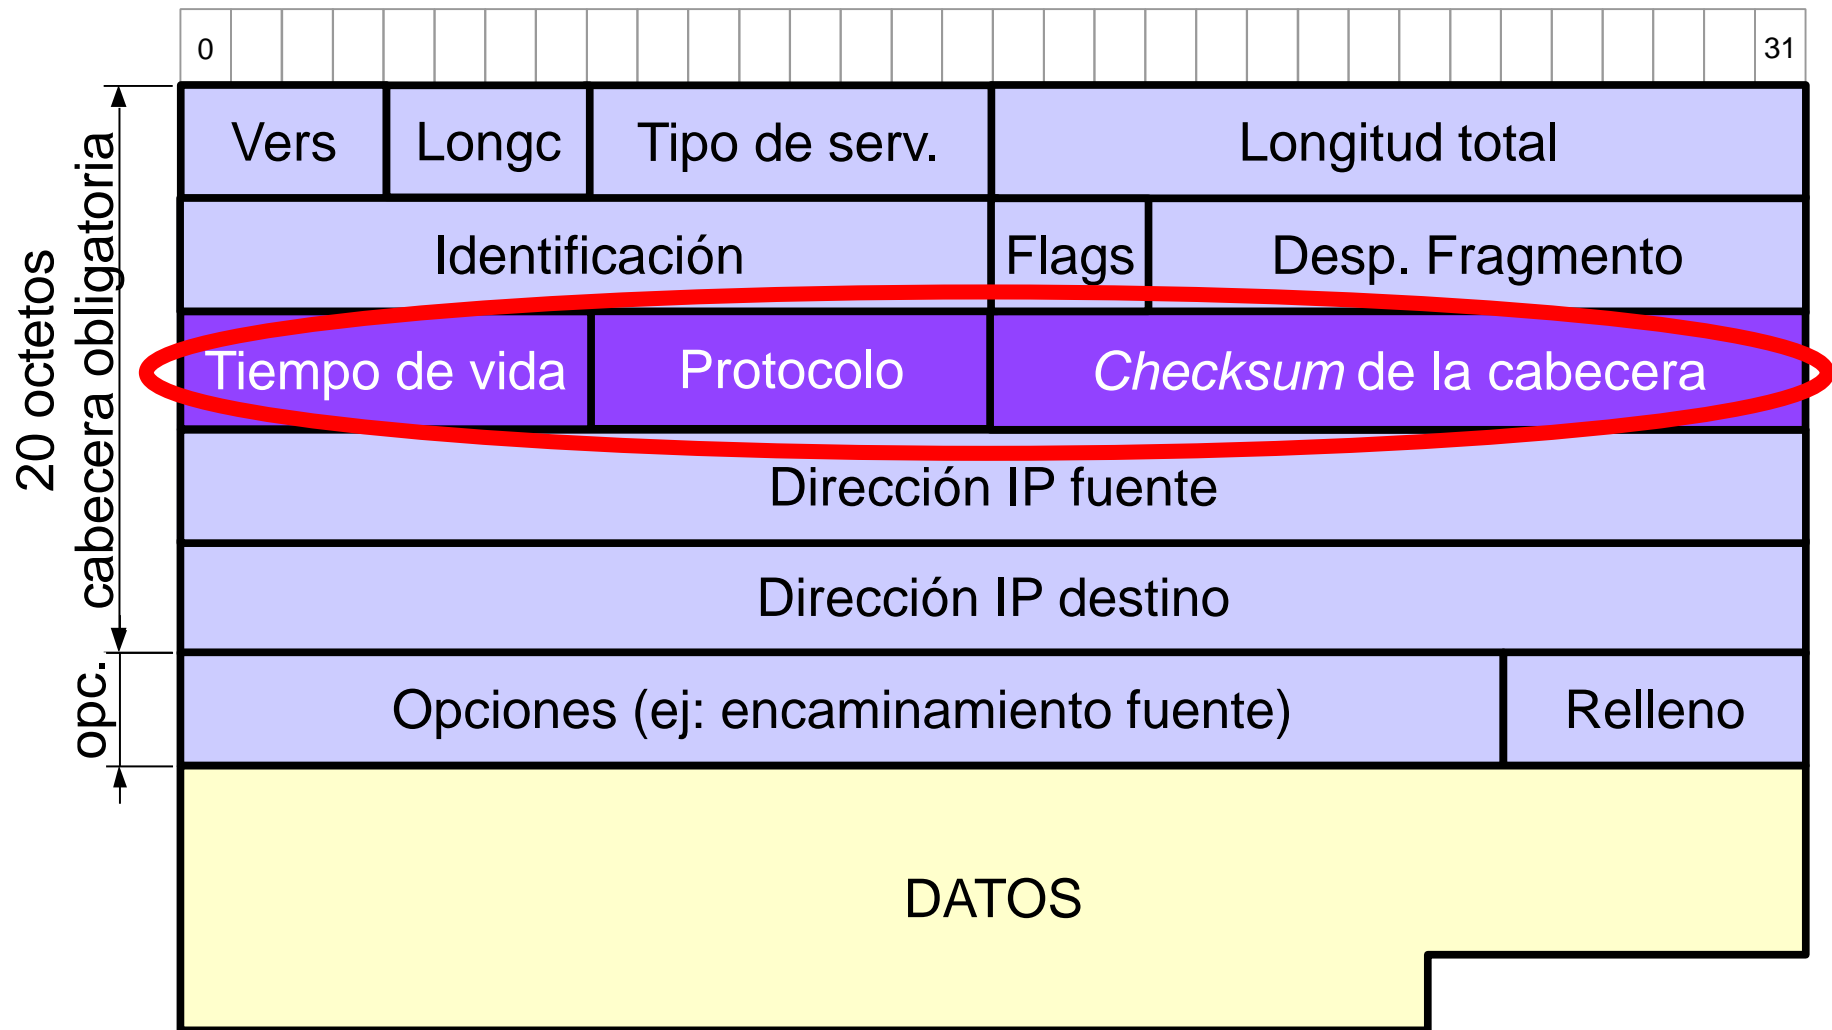 0
31
Vers
Longc
Tipo de serv.
Longitud total
Identificación
Flags
Desp. Fragmento
Tiempo de vida
Protocolo
Checksum de la cabecera
Dirección IP fuente
Dirección IP destino
Opciones (ej: encaminamiento fuente)
Relleno
DATOS
20 octetos
cabecera obligatoria
opc.